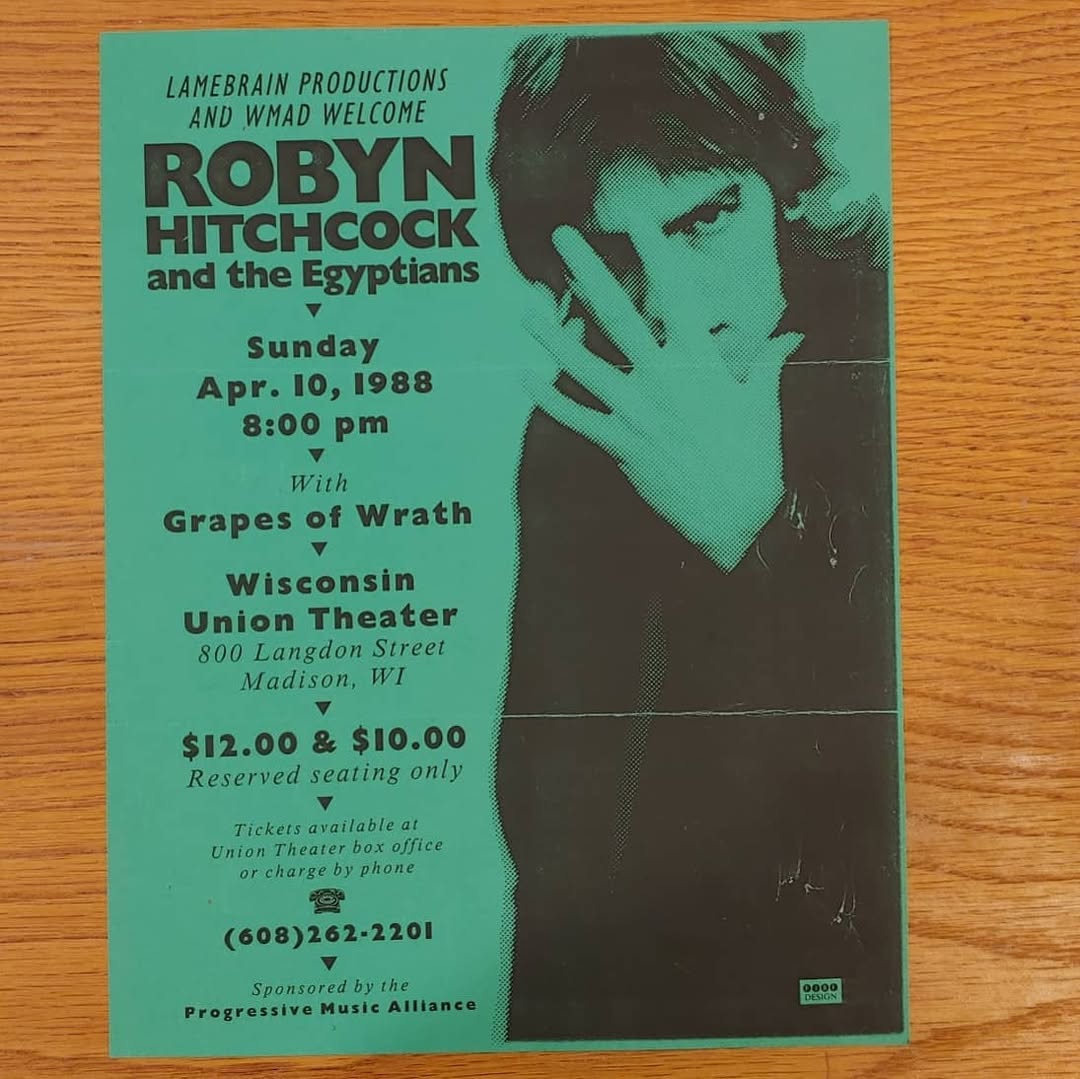 LAMEBRAIN PRODUCTIONS
AND WMAD WELCOME
ROBYN
HITCHCOCK
and the Egyptians
Sunday
Apr. 10, 1988
8:00 pm
With
Grapes of Wrath
Wisconsin
Union Theater
800 Langdon Street
Madison, WI
$12.00 & $10.00
Reserved seating only
Tickets available at
Union Theater box office
or charge by phone
(608)262-2201
Sponsored by the
Progressive Music Alliance
DESIGN